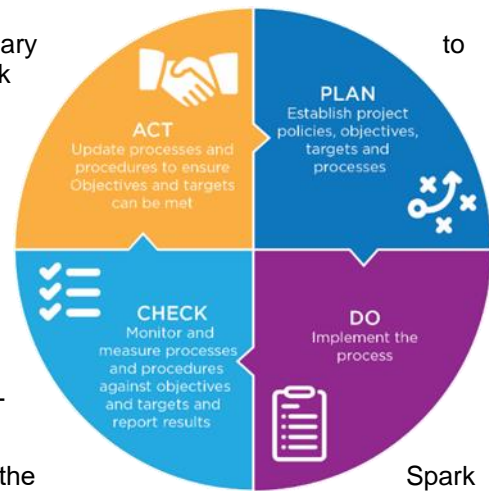 ary
to
k
ACT
Update processes and
procedures to ensure
Objectives and targets
can be met
PLAN
Establish project
policies, objectives,
targets and
processes
CHECK
Monitor and
measure processes
and procedures
against objectives
and targets and
report results
DO
Implement the
process
-
the
Spark